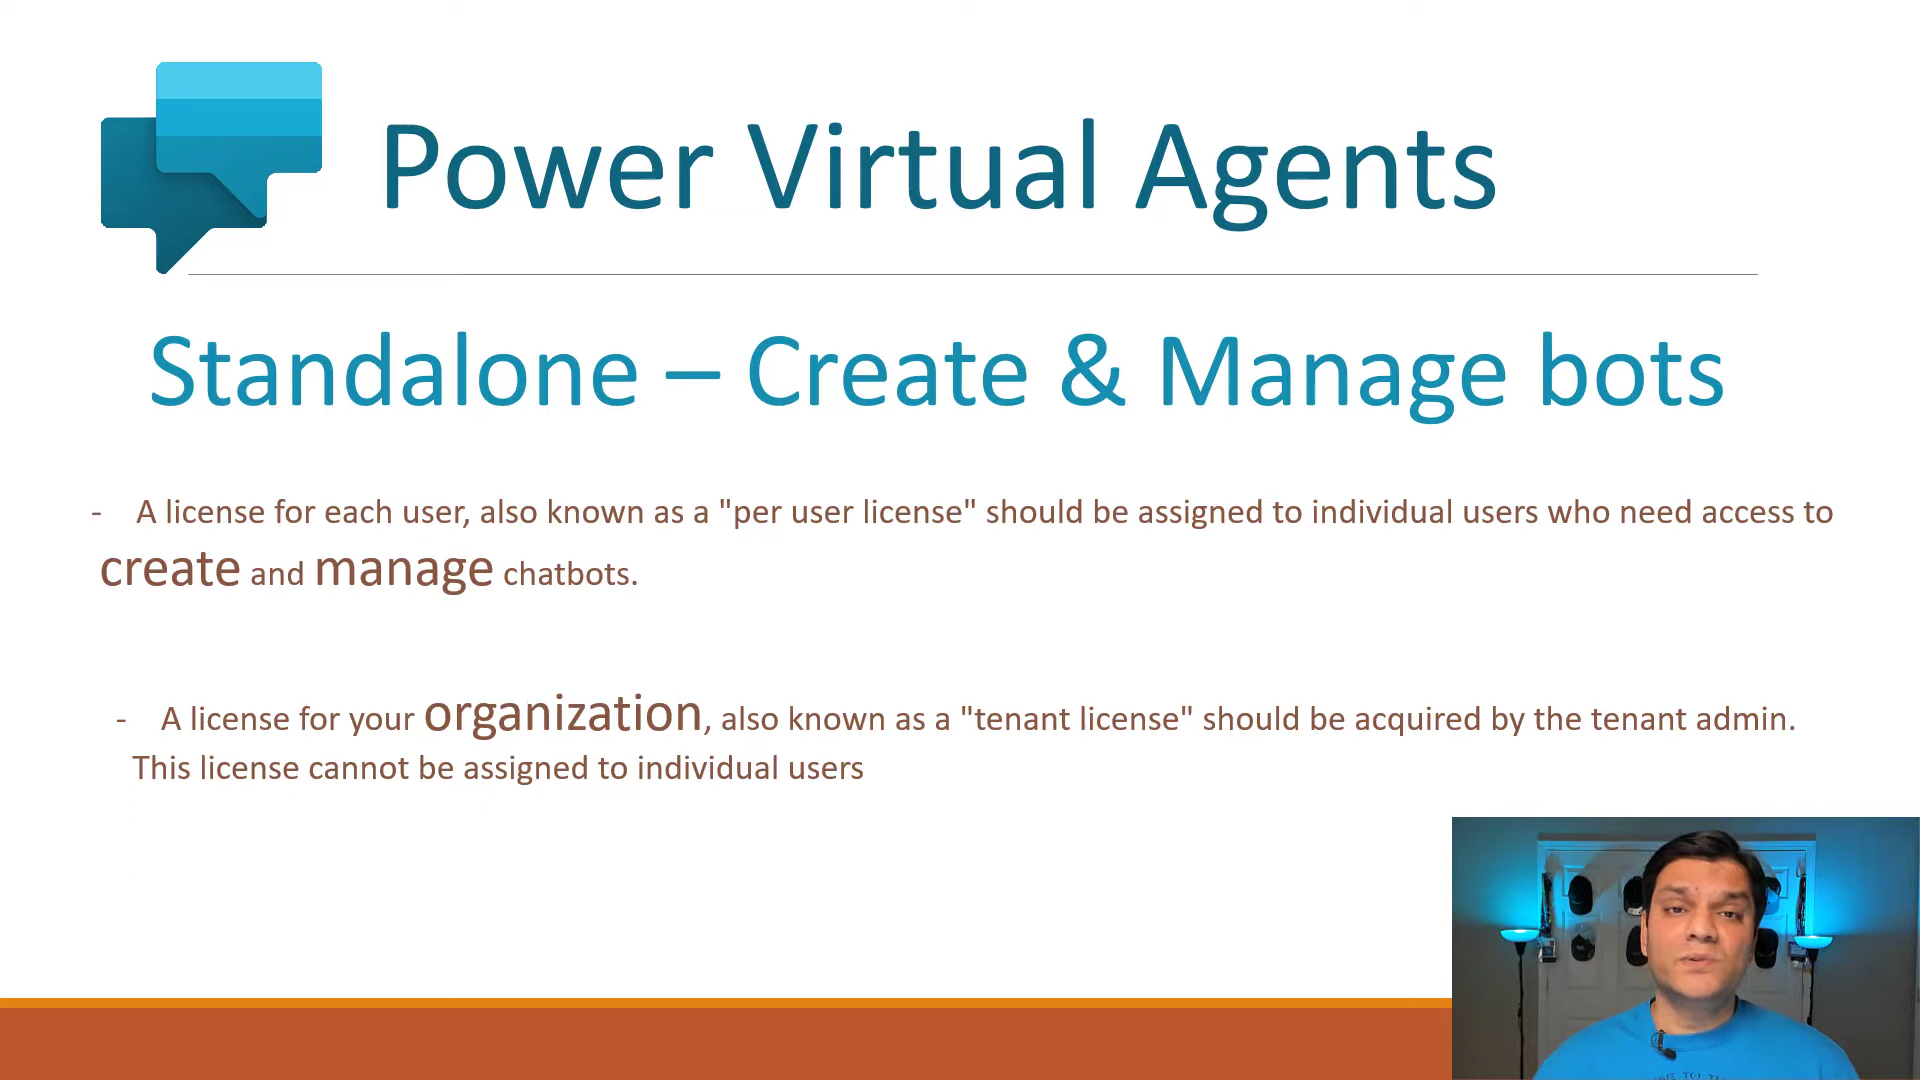 Power Virtual Agents
Standalone – Create & Manage bots
- A license for each user, also known as a "per user license" should be assigned to individual users who need access to
create and manage chatbots.
- A license for your organization, also known as a "tenant license" should be acquired by the tenant admin.
This license cannot be assigned to individual users